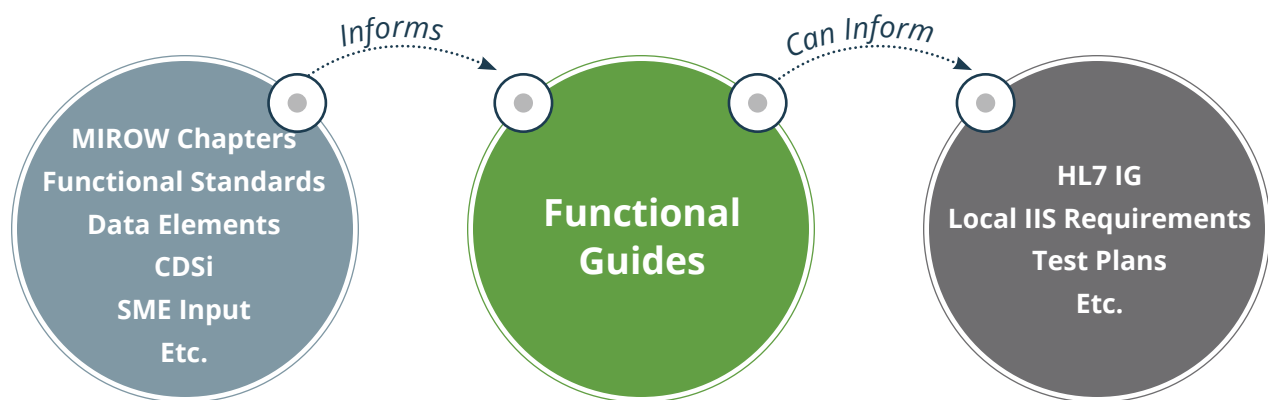 Informs
Can Inform
MIROW Chapters
Functional Standards
Data Elements
CDSi
SME Input
Etc.
Functional
Guides
HL7 IG
Local IIS Requirements
Test Plans
Etc.